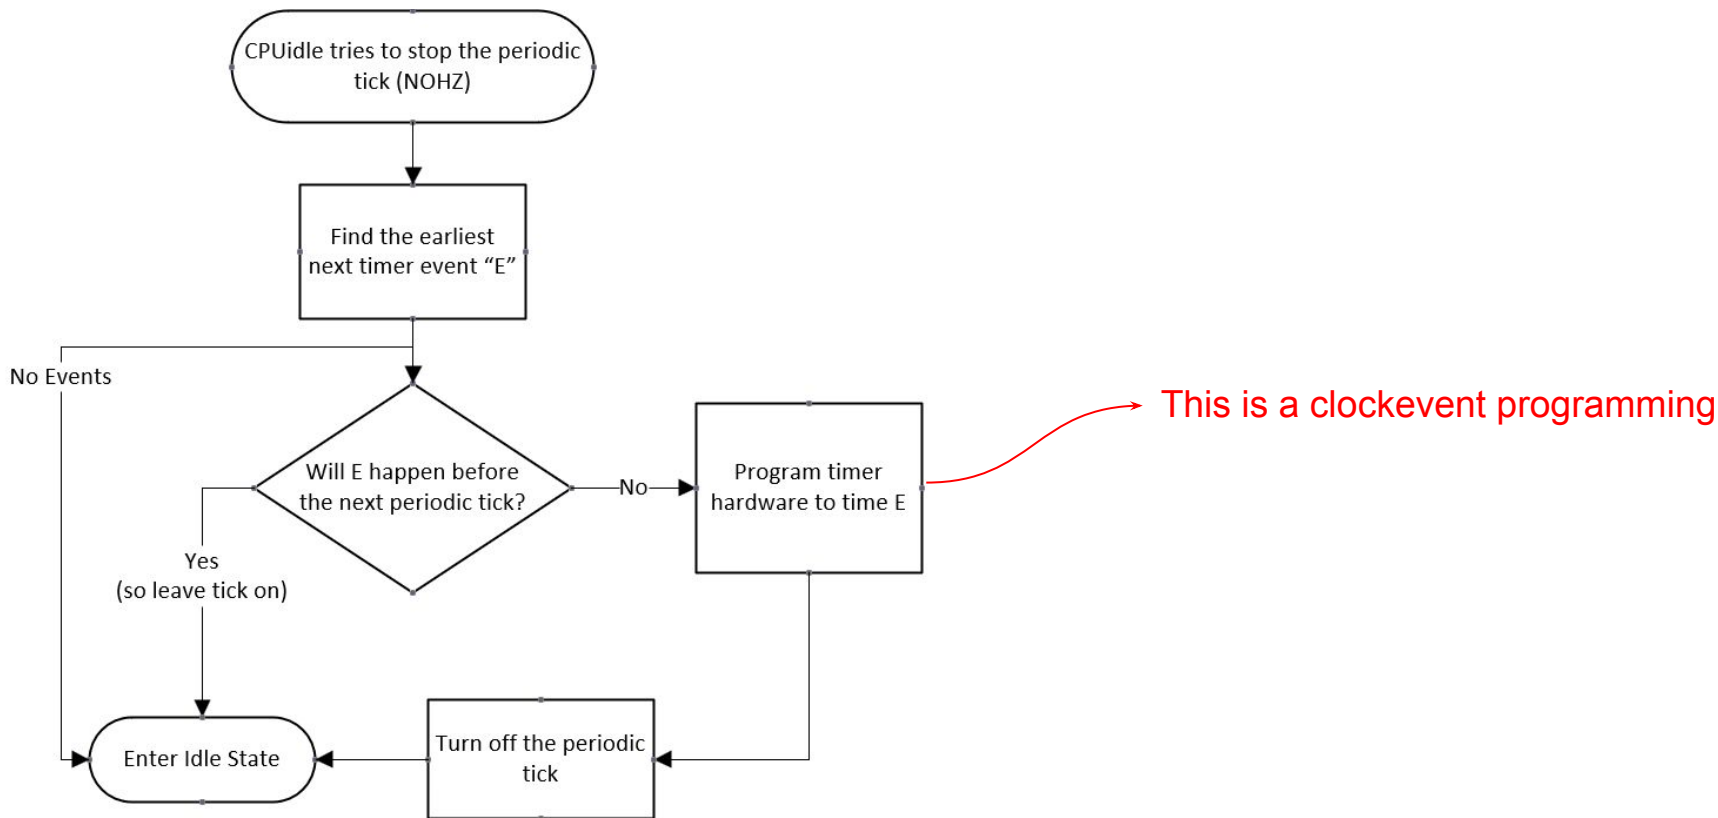 CPUidle tries to stop the periodic
tick (NOHZ)
Find the earliest
next timer event “E”
No Events
Will E happen before
the next periodic tick?
No
Program timer
hardware to time E
This is a clockevent programming
Yes
(so leave tick on)
Enter Idle State
Turn off the periodic
tick